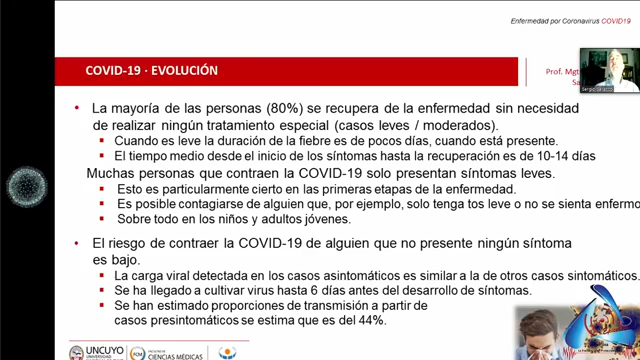 Enfermedad por Coronavirus COVID19
COVID-19 · EVOLUCIÓN
Prof. Mgt.
• La mayoría de las personas (80%) se recupera de la enfermedad sin necesidad
de realizar ningún tratamiento especial (casos leves / moderados).
▪ Cuando es leve la duración de la fiebre es de pocos días, cuando está presente.
▪ El tiempo medio desde el inicio de los síntomas hasta la recuperación es de 10-14 días
Muchas personas que contraen la COVID-19 solo presentan síntomas leves.
▪ Esto es particularmente cierto en las primeras etapas de la enfermedad.
▪ Es posible contagiarse de alguien que, por ejemplo, solo tenga tos leve o no se sienta enfermo
▪ Sobre todo en los niños y adultos jóvenes.
• El riesgo de contraer la COVID-19 de alguien que no presente ningún síntoma
es bajo.
▪ La carga viral detectada en los casos asintomáticos es similar a la de otros casos sintomáticos.
▪ Se ha llegado a cultivar virus hasta 6 días antes del desarrollo de síntomas.
▪ Se han estimado proporciones de transmisión a partir de
casos presintomáticos se estima que es del 44%.
UNCUYO
UNIVERSIDAD
FCM
FACULTAD DE
CIENCIAS MÉDICAS